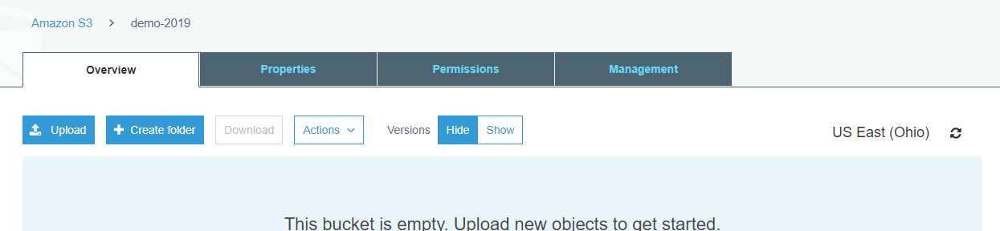 Amazon S3 > demo-2019
Overview Properties Permissions Management
Upload Create folder Download Actions Versions Hide Show US East (Ohio)
This bucket is empty. Upload new objects to get started.